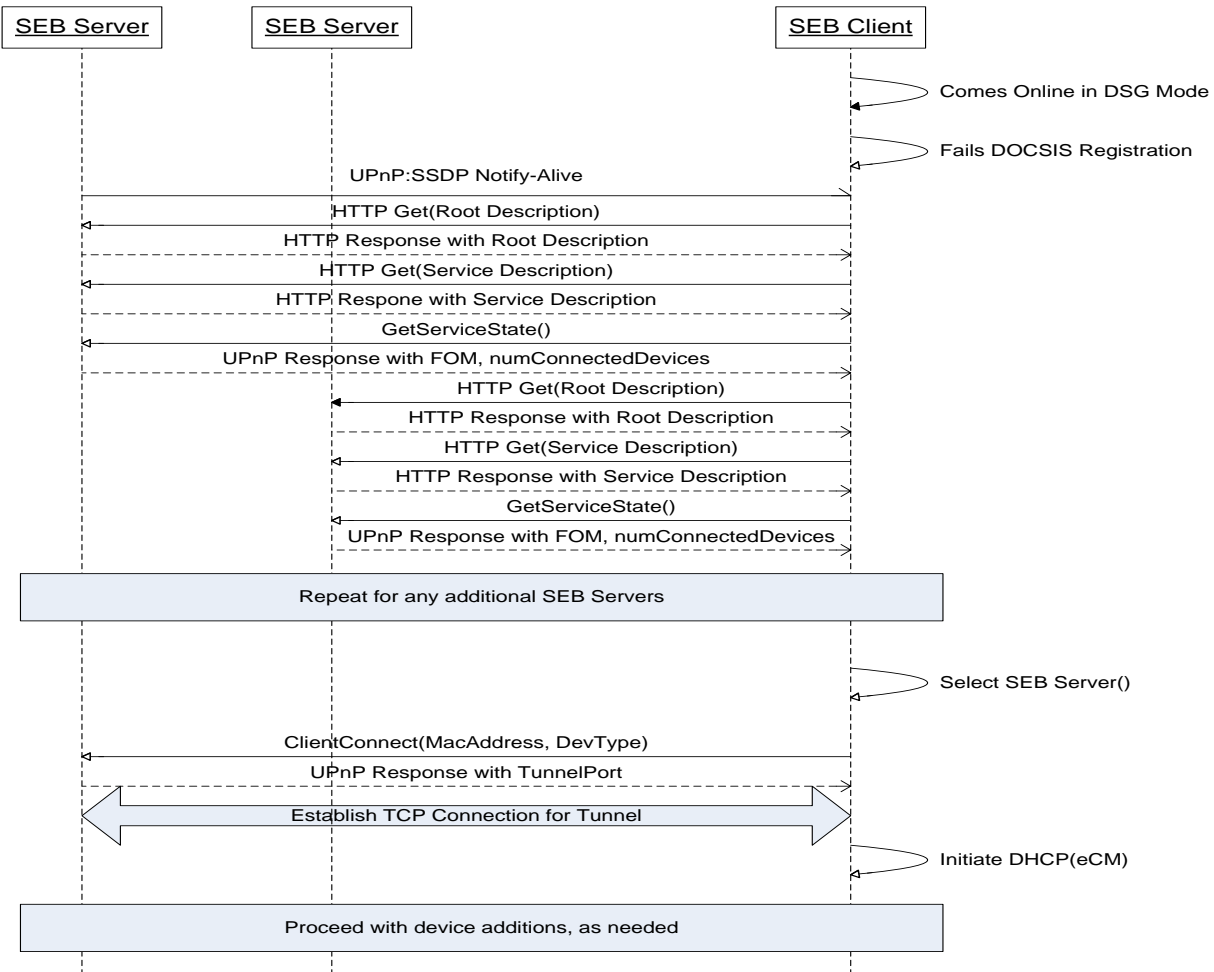 SEB Server
SEB Server
SEB Client
Comes Online in DSG Mode
Fails DOCSIS Registration
UPnP:SSDP Notify-Alive
HTTP Get(Root Description)
HTTP Response with Root Description
HTTP Get(Service Description)
HTTP Respone with Service Description
GetServiceState()
UPnP Response with FOM, numConnectedDevices
HTTP Get(Root Description)
HTTP Response with Root Description
HTTP Get(Service Description)
HTTP Response with Service Description
GetServiceState()
UPnP Response with FOM, numConnectedDevices
Repeat for any additional SEB Servers
Select SEB Server()
ClientConnect(MacAddress, DevType)
UPnP Response with TunnelPort
Establish TCP Connection for Tunnel
Initiate DHCP(eCM)
Proceed with device additions, as needed